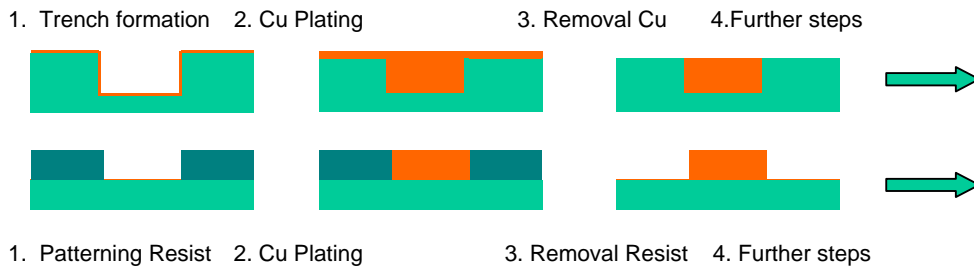 1. Trench formation 2. Cu Plating 3. Removal Cu 4.Further steps
1. Patterning Resist 2. Cu Plating 3. Removal Resist 4. Further steps